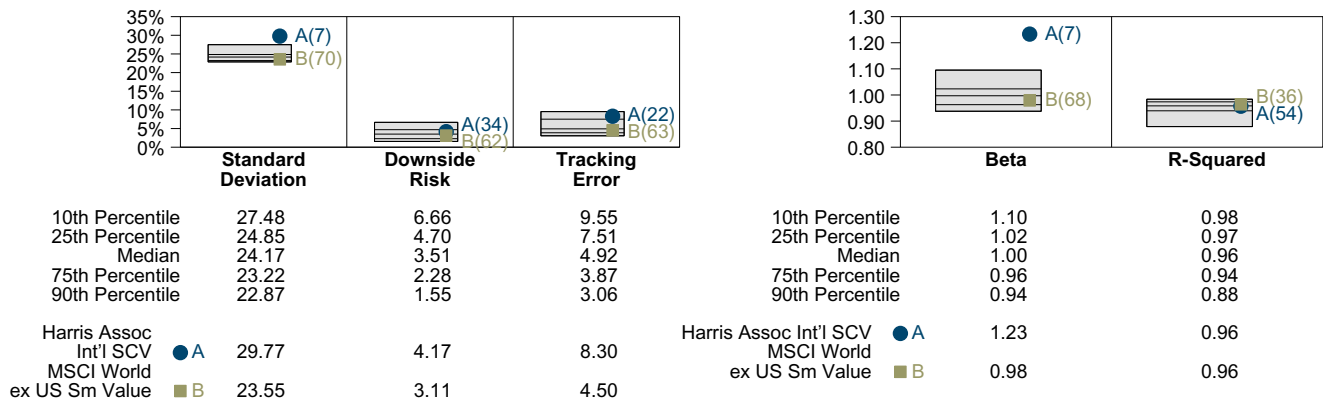 35%
30%
25%
20%
15%
10%
5%
0%
A(7)
B(70)
A(34)
B(62)
A(22)
B(63)
Standard
Deviation
Downside
Risk
Tracking
Error
10th Percentile 27.48 6.66 9.55
25th Percentile 24.85 4.70 7.51
Median 24.17 3.51 4.92
75th Percentile 23.22 2.28 3.87
90th Percentile 22.87 1.55 3.06
Harris Assoc
Int'l SCV A 29.77 4.17 8.30
MSCI World
ex US Sm Value B 23.55 3.11 4.50
1.30
1.20
1.10
1.00
0.90
0.80
A(7)
B(68)
B(36)
A(54)
Beta R-Squared
10th Percentile 1.10 0.98
25th Percentile 1.02 0.97
Median 1.00 0.96
75th Percentile 0.96 0.94
90th Percentile 0.94 0.88
Harris Assoc Int'l SCV A 1.23 0.96
MSCI World
ex US Sm Value B 0.98 0.96